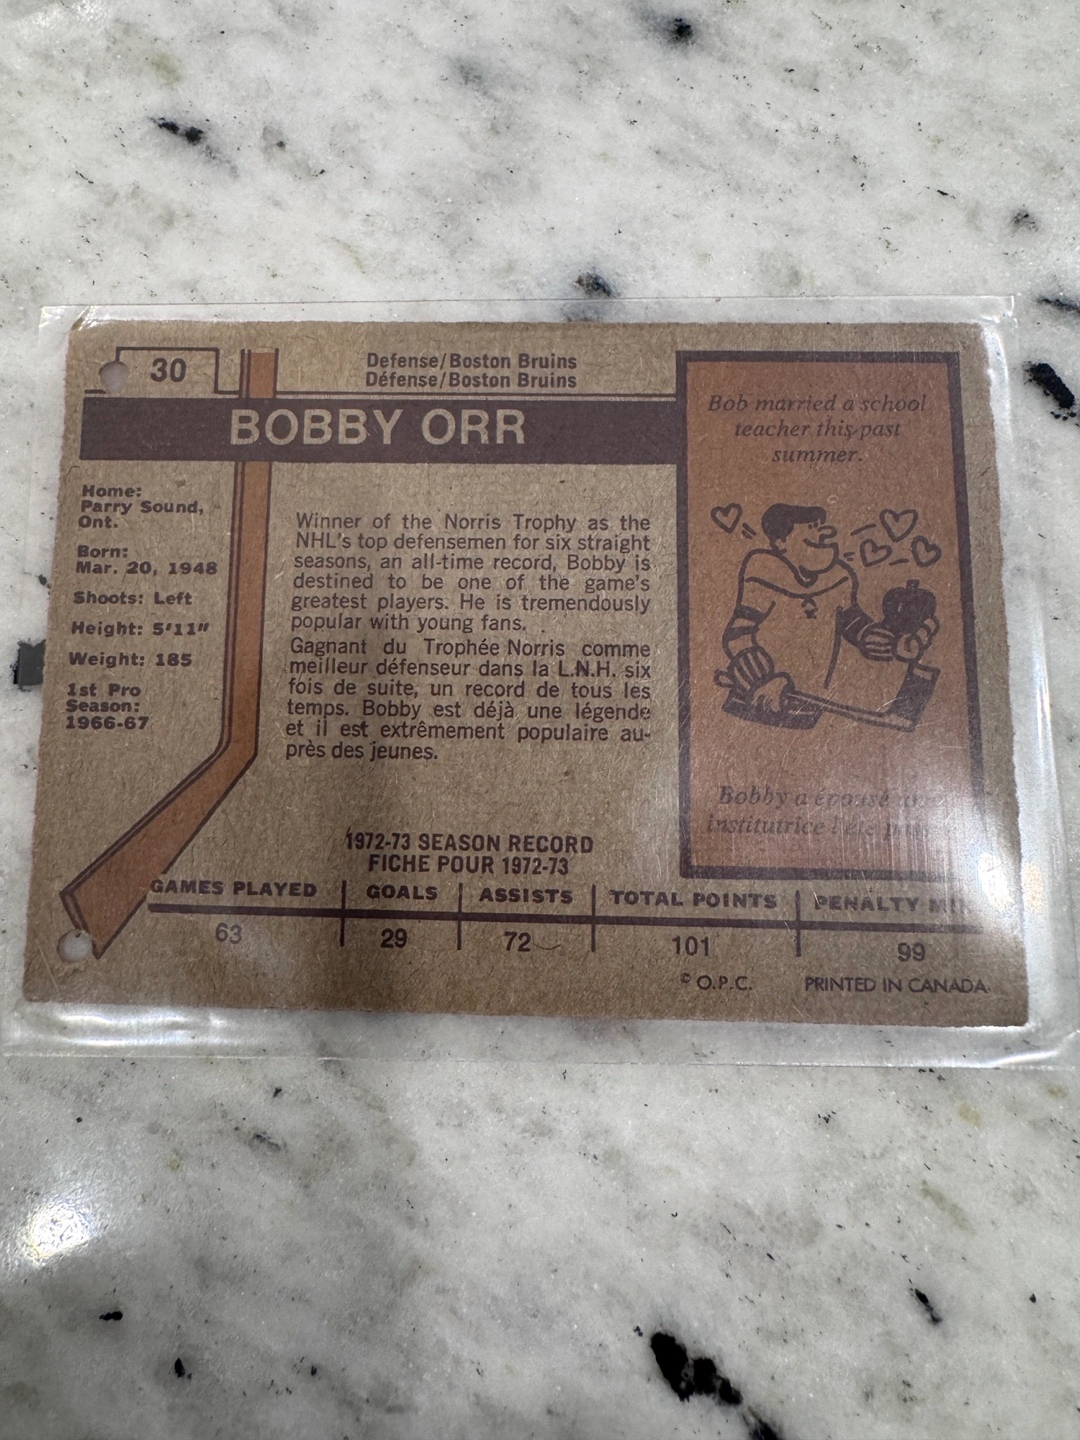 30
Defense/Boston Bruins
Défense/Boston Bruins
BOBBY ORR
Home:
Parry Sound,
Ont.
Born:
Mar. 20, 1948
Shoots: Left
Height: 5'11"
Weight: 185
1st Pro
Season:
1966-67
Winner of the Norris Trophy as the
NHL's top defensemen for six straight
seasons, an all-time record, Bobby is
destined to be one of the game's
greatest players. He is tremendously
popular with young fans.
Gagnant du Trophée Norris comme
meilleur défenseur dans la L.N.H. six
fois de suite, un record de tous les
temps. Bobby est déjà une légende
et il est extrêmement populaire au-
près des jeunes.
Bob married a school
teacher this past
summer.
Bobby a épousé
institutrice l'été
1972-73 SEASON RECORD
FICHE POUR 1972-73
GAMES PLAYED GOALS ASSISTS TOTAL POINTS PENALTY MIN
63 29 72 101 99
© O.P.C. PRINTED IN CANADA